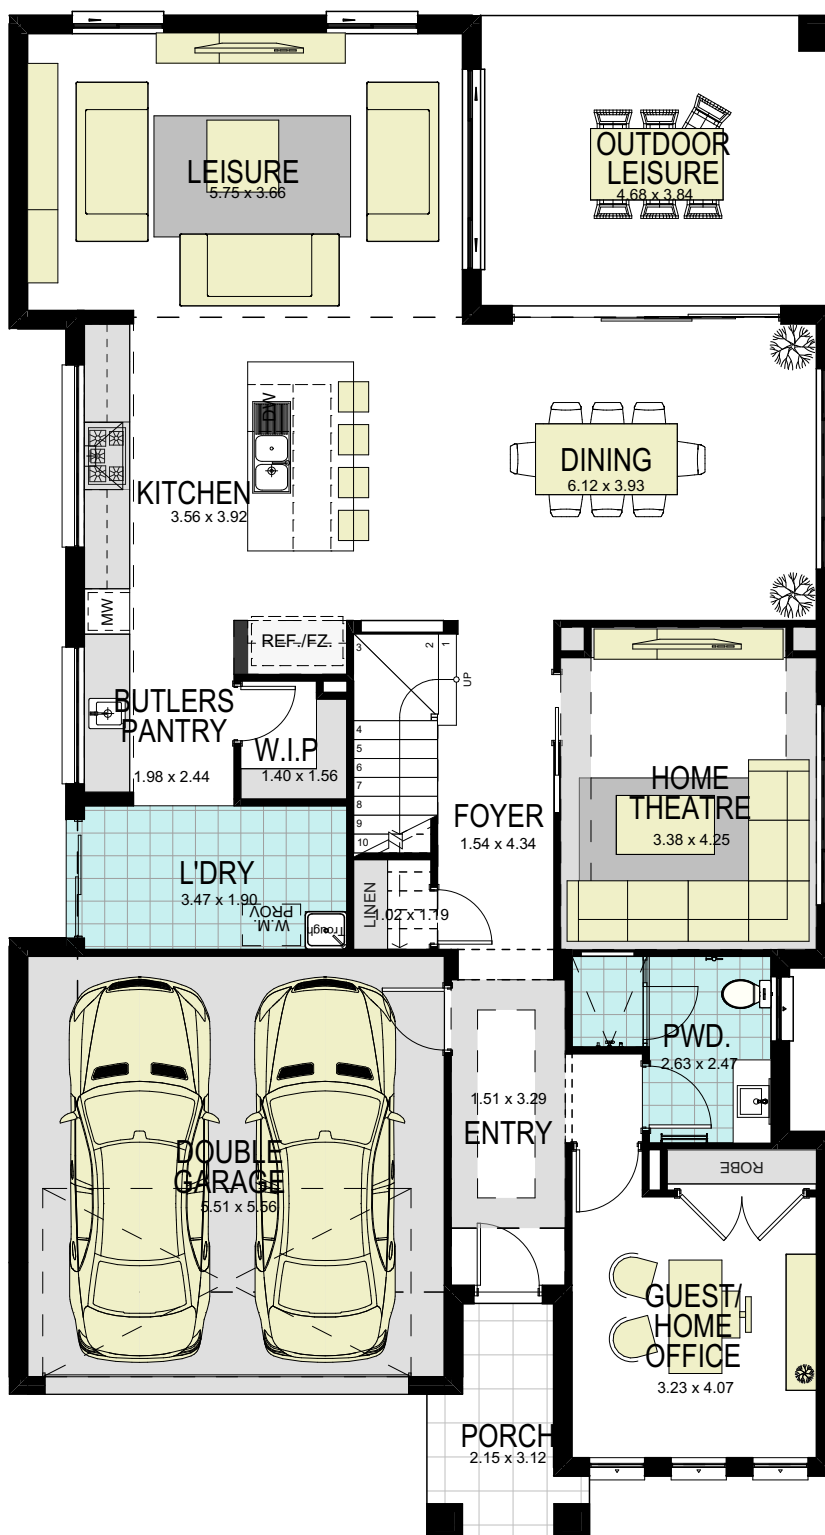 LEISURE
5.75 x 3.66
OUTDOOR
LEISURE
4.68 x 3.84
DW
KITCHEN
3.56 x 3.92
DINING
6.12 x 3.93
MW
REF./FZ.
3
2
1
UP
4
5
6
7
8
9
10
BUTLERS
PANTRY
1.98 x 2.44
W.I.P
1.40 x 1.56
FOYER
1.54 x 4.34
HOME
THEATRE
3.38 x 4.25
L'DRY
3.47 x 1.90
W.M.
PROV
Trough
LINEN
1.02 x 1.19
PWD.
2.63 x 2.47
1.51 x 3.29
ENTRY
DOUBLE
GARAGE
5.51 x 5.56
ROBE
GUEST/
HOME
OFFICE
3.23 x 4.07
PORCH
2.15 x 3.12